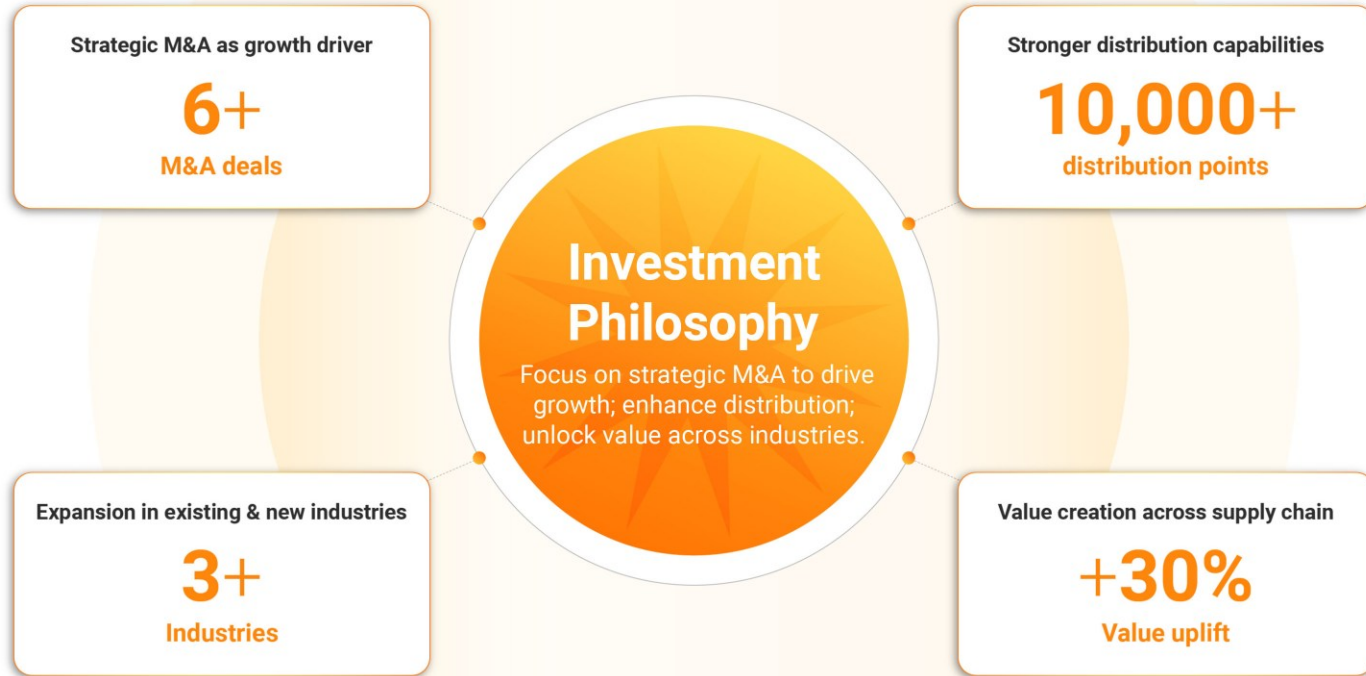 Strategic M&A as growth driver
6+
M&A deals
Stronger distribution capabilities
10,000+
distribution points
Investment
Philosophy
Focus on strategic M&A to drive
growth; enhance distribution;
unlock value across industries.
Expansion in existing & new industries
3+
Industries
Value creation across supply chain
+30%
Value uplift